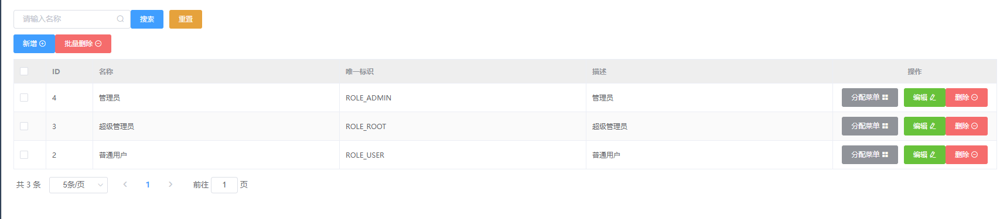 请输入名称 搜索 重置
新增 批量删除
ID 名称 唯一标识 描述 操作
4 管理员 ROLE_ADMIN 管理员 分配菜单 编辑 删除
3 超级管理员 ROLE_ROOT 超级管理员 分配菜单 编辑 删除
2 普通用户 ROLE_USER 普通用户 分配菜单 编辑 删除
共 3 条 5条/页 1 前往 1 页